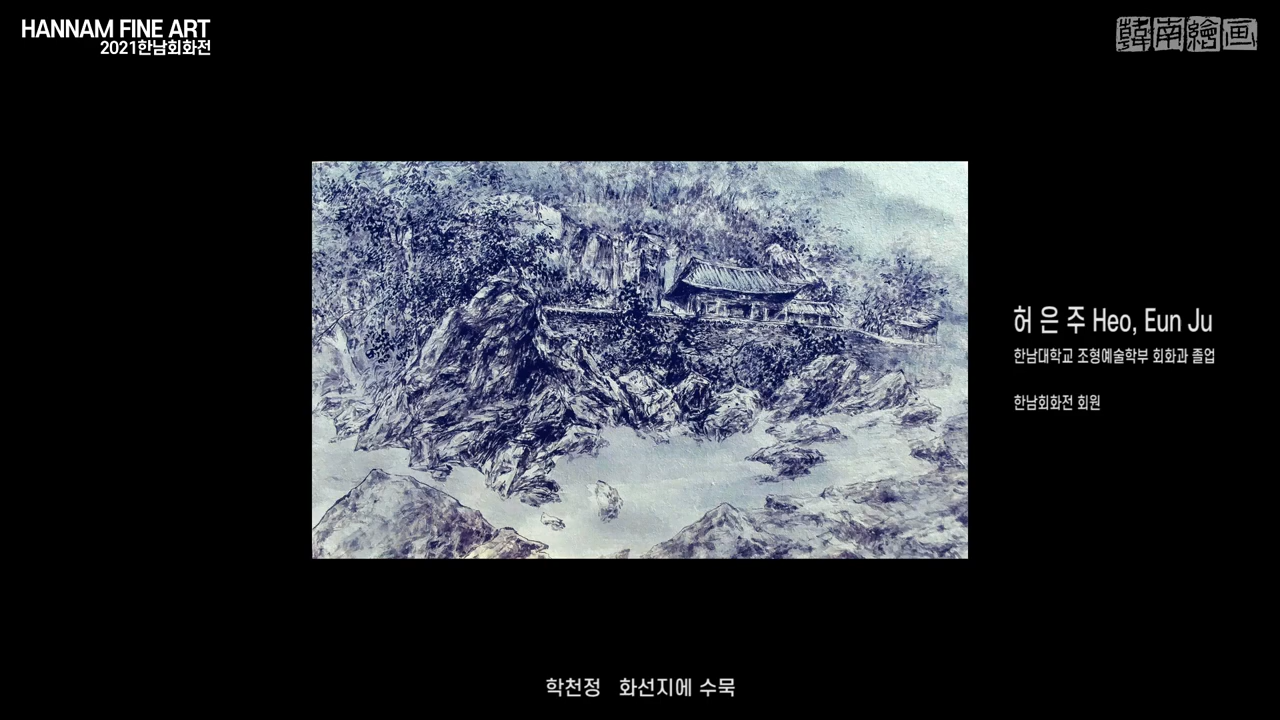 HANNAM FINE ART
2021한남회화전
韓南繪画
허 은 주 Heo, Eun Ju
한남대학교 조형예술학부 회화과 졸업
한남회화전 회원
학천정 화선지에 수묵